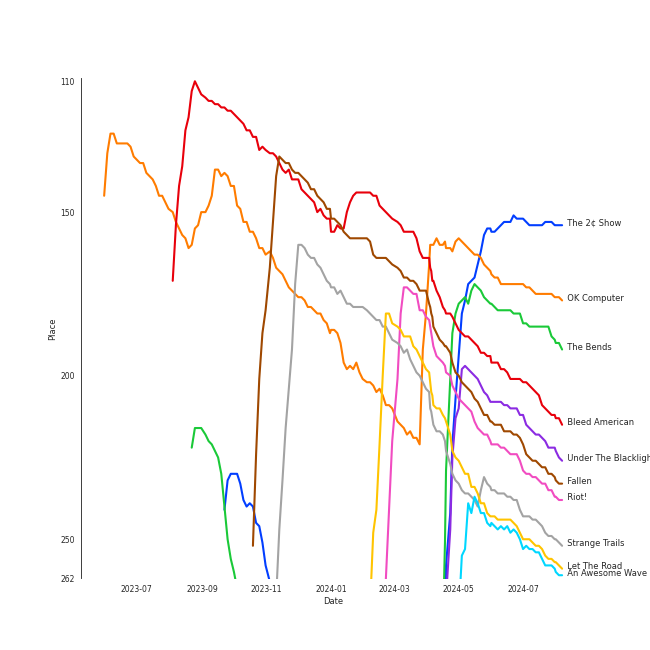 110
150
200
250
262
Place
2023-07
2023-09
2023-11
2024-01
2024-03
2024-05
2024-07
Date
The 2¢ Show
OK Computer
The Bends
Bleed American
Under The Blackligh
Fallen
Riot!
Strange Trails
Let The Road
An Awesome Wave